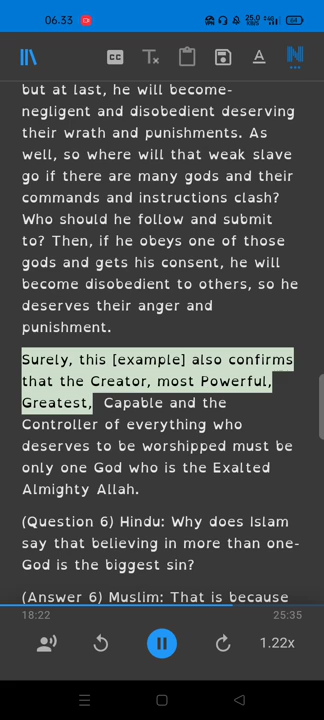 06.33
25.0 KB/S
64
CC
T×
A
N
but at last, he will become-
negligent and disobedient deserving
their wrath and punishments. As
well, so where will that weak slave
go if there are many gods and their
commands and instructions clash?
Who should he follow and submit
to? Then, if he obeys one of those
gods and gets his consent, he will
become disobedient to others, so he
deserves their anger and
punishment.
Surely, this [example] also confirms
that the Creator, most Powerful,
Greatest, Capable and the
Controller of everything who
deserves to be worshipped must be
only one God who is the Exalted
Almighty Allah.
(Question 6) Hindu: Why does Islam
say that believing in more than one-
God is the biggest sin?
(Answer 6) Muslim: That is because
18:22
25:35
1.22x